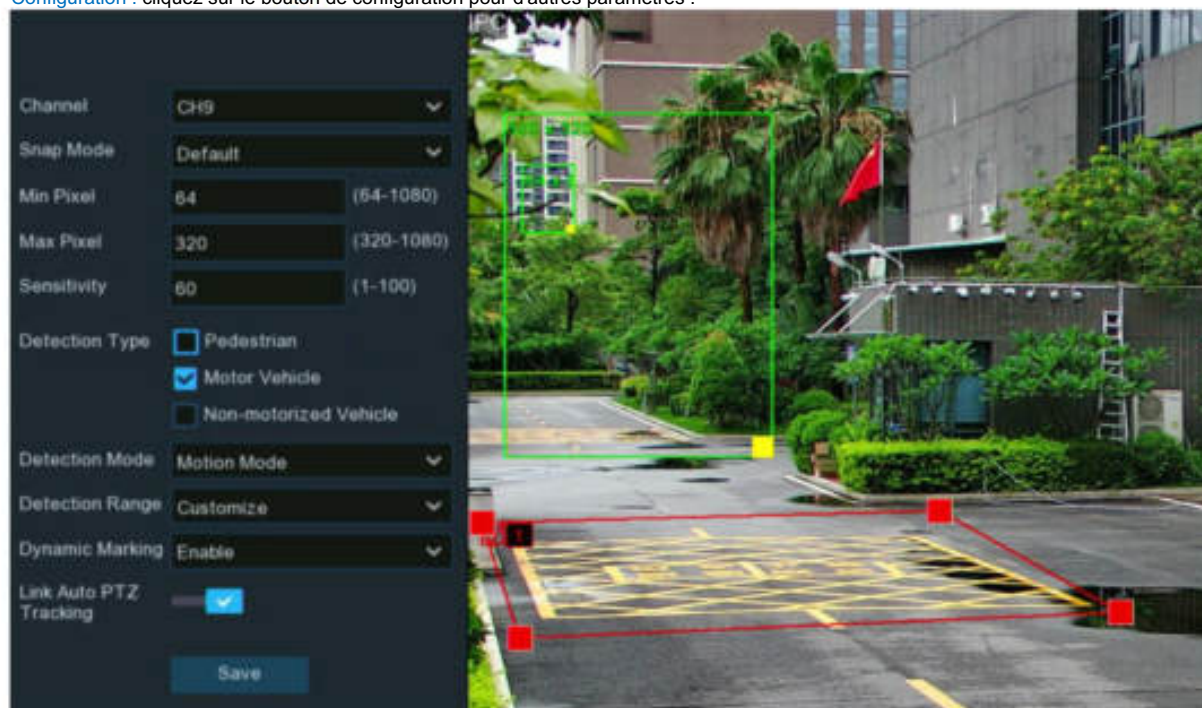 Configuration : cliquez sur le bouton de configuration pour d'autres paramètres :
IPC
Channel CH9
Snap Mode Default
Min Pixel 64 (64-1080)
Max Pixel 320 (320-1080)
Sensitivity 60 (1-100)
Detection Type Pedestrian
Motor Vehicle
Non-motorized Vehicle
Detection Mode Motion Mode
Detection Range Customize
Dynamic Marking Enable
Link Auto PTZ
Tracking
Save
1